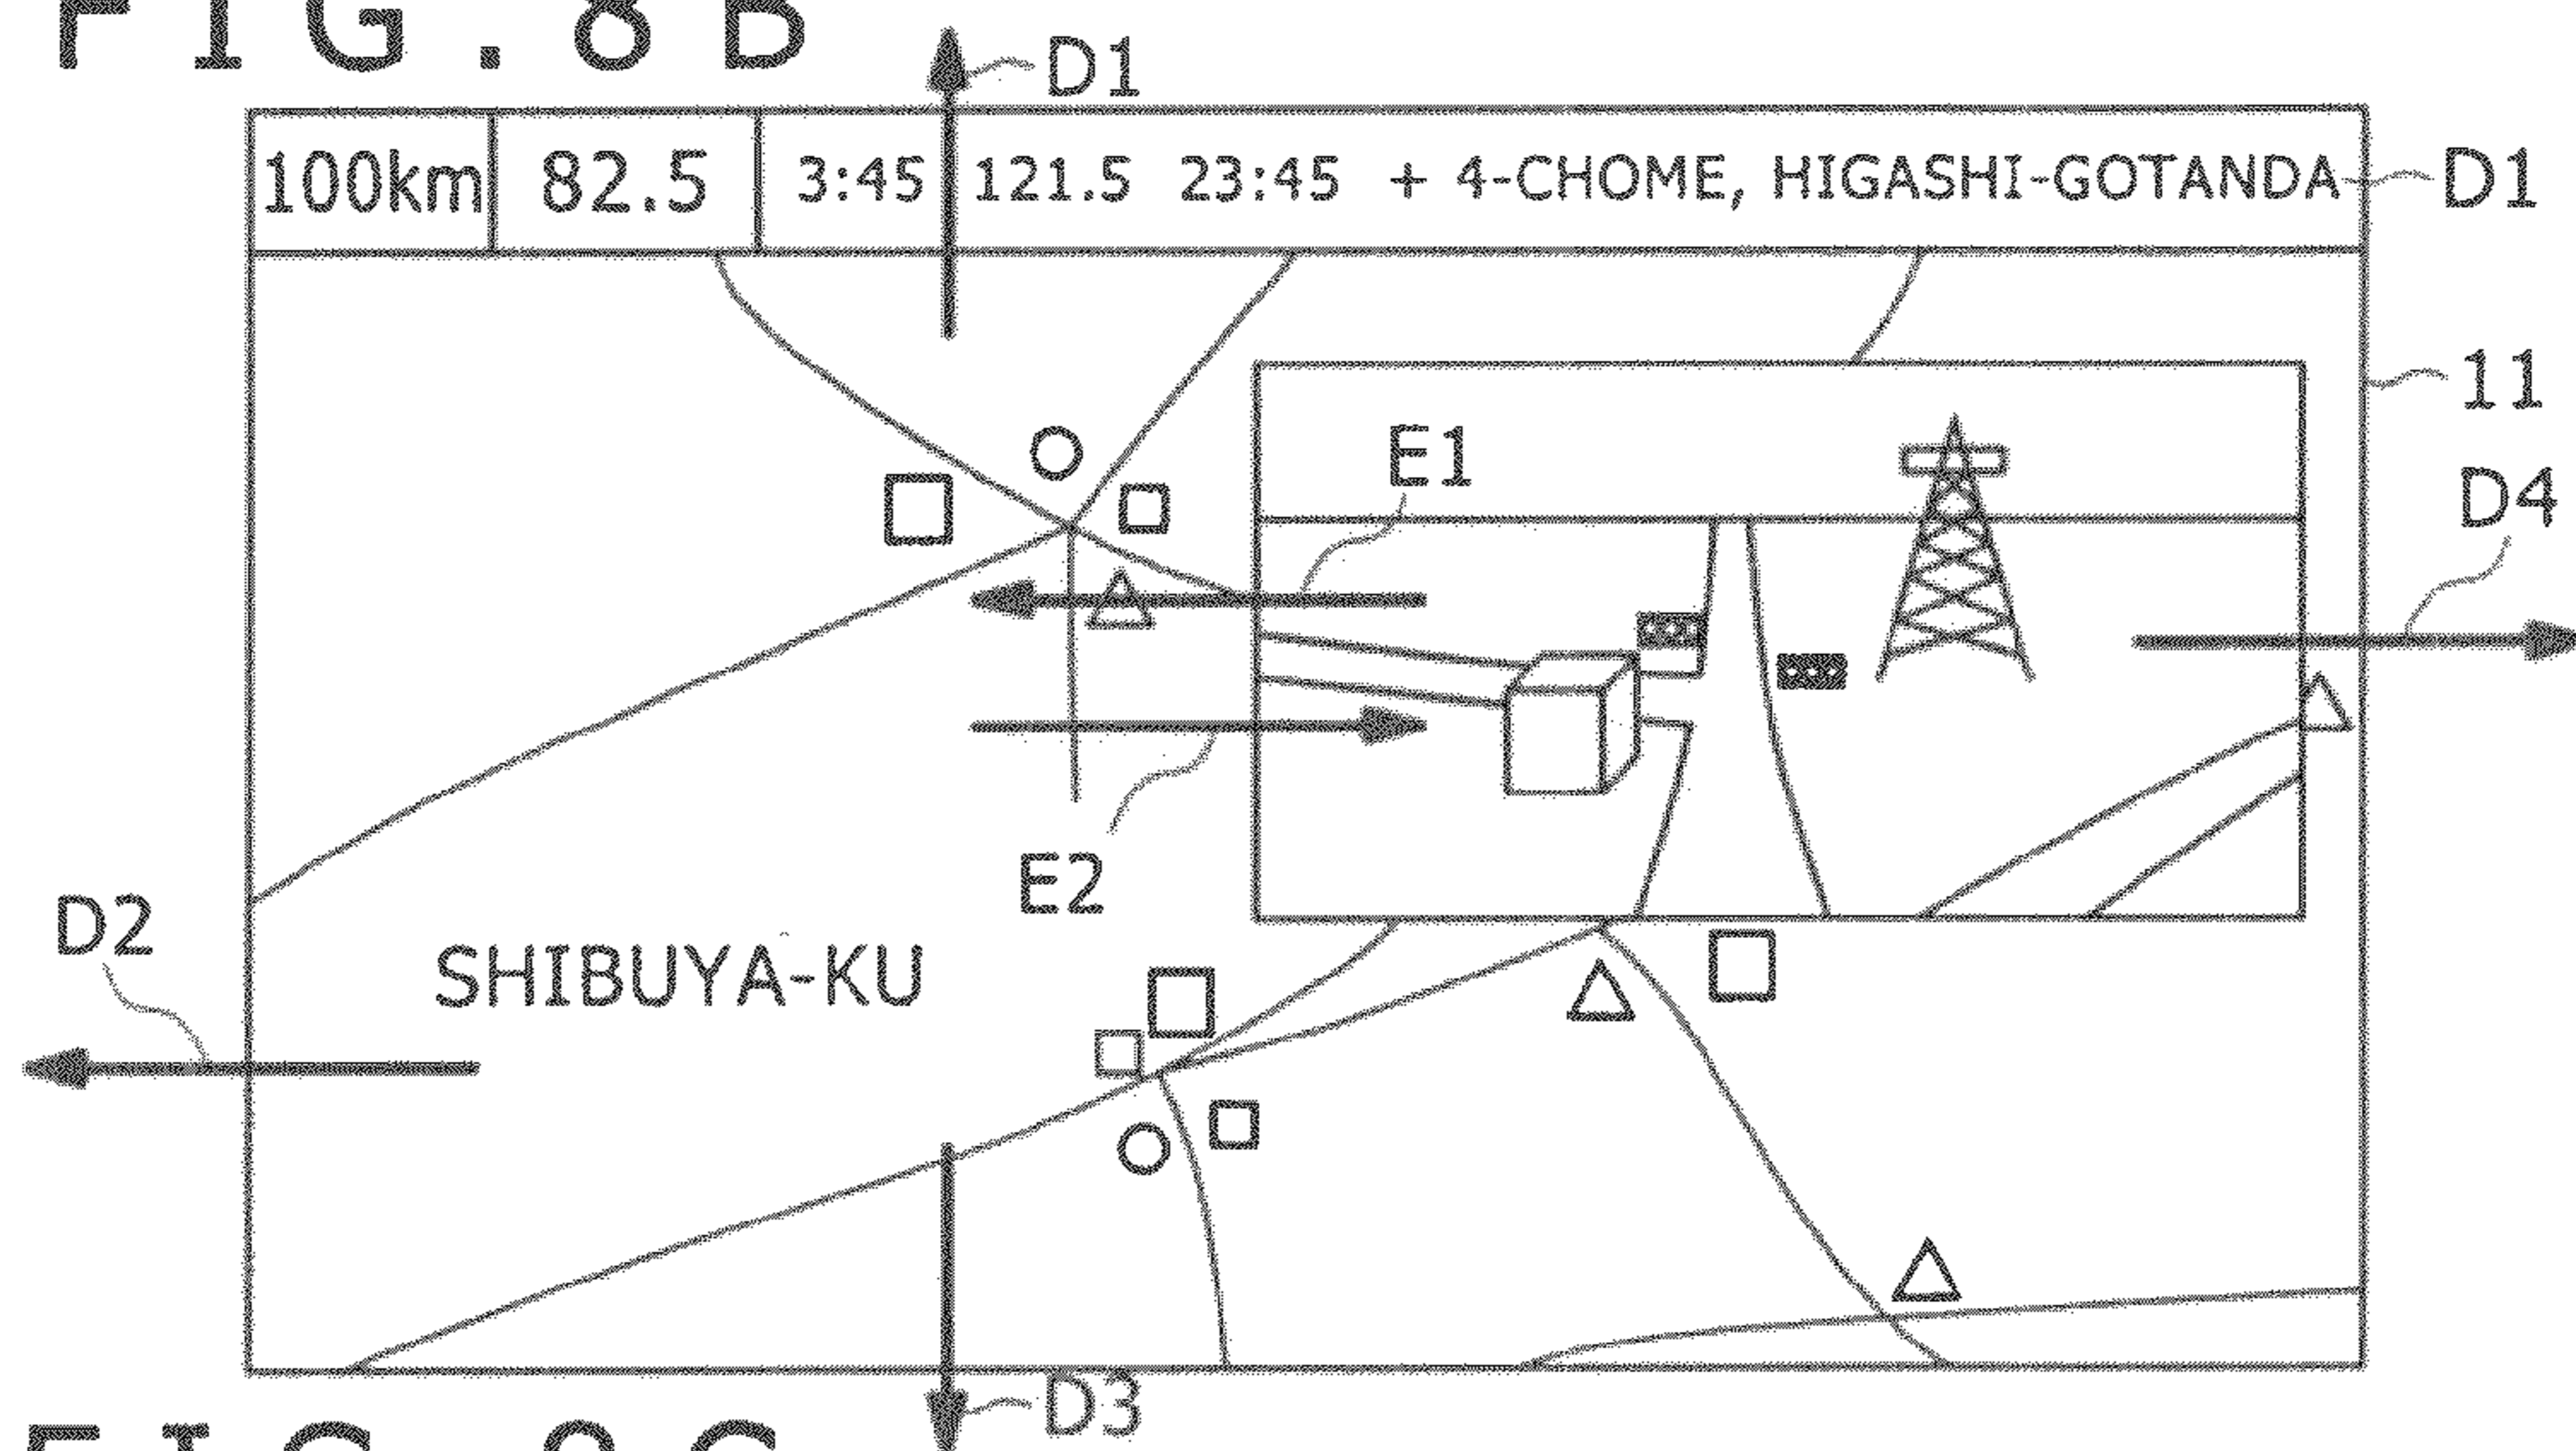 FIG.8B
D1
100km 82.5 3:45 121.5 23:45 + 4-CHOME, HIGASHI-GOTANDA D1
11
E1
D4
E2
D2
SHIBUYA-KU
D3